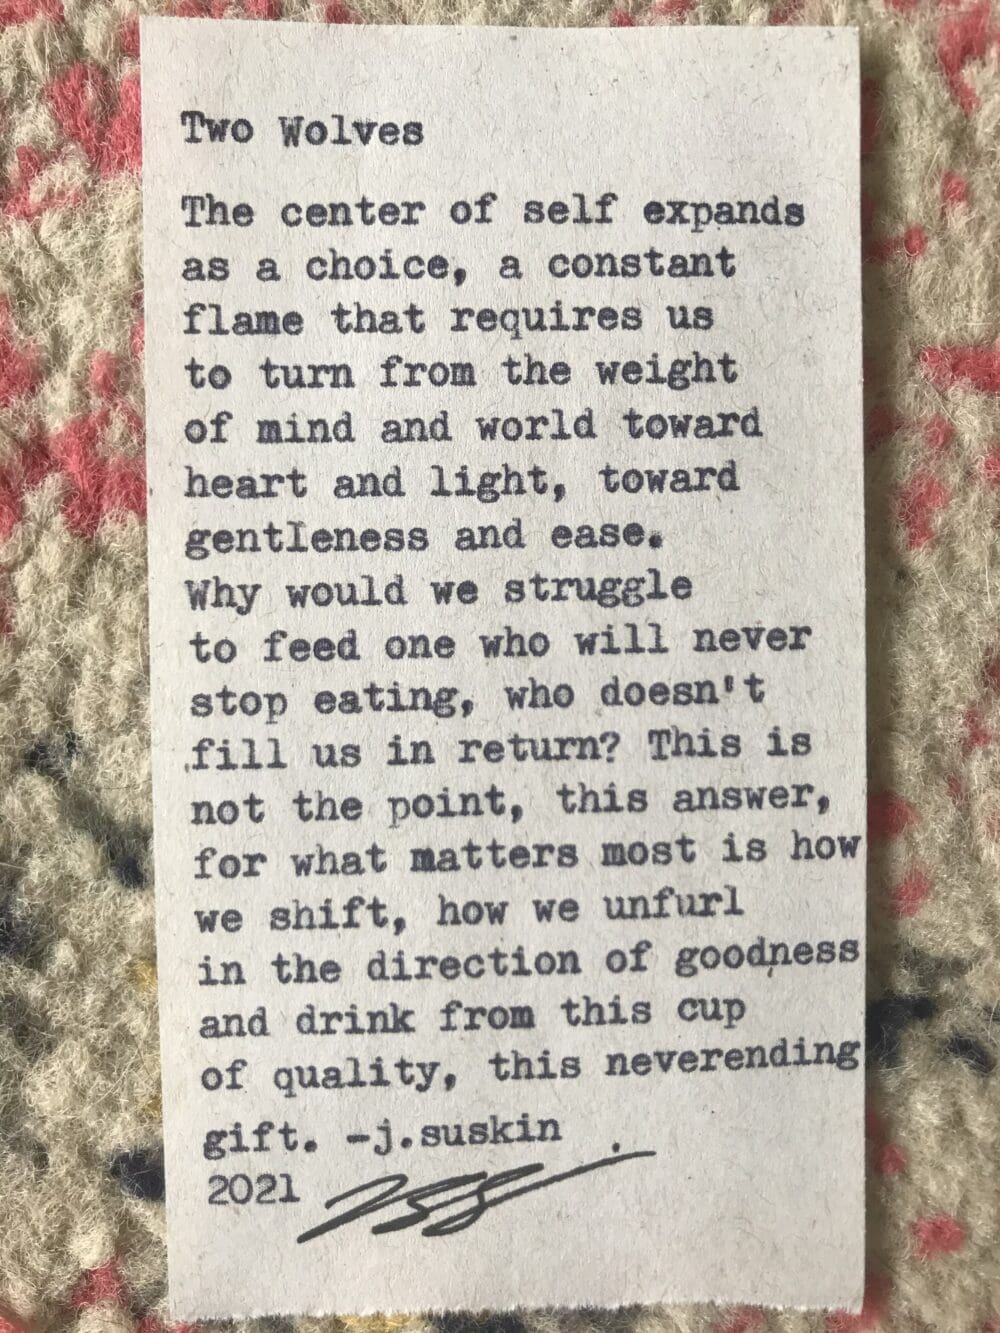 Two Wolves
The center of self expands
as a choice, a constant
flame that requires us
to turn from the weight
of mind and world toward
heart and light, toward
gentleness and ease.
Why would we struggle
to feed one who will never
stop eating, who doesn't
fill us in return? This is
not the point, this answer,
for what matters most is how
we shift, how we unfurl
in the direction of goodness
and drink from this cup
of quality, this neverending
gift. -j.suskin
2021